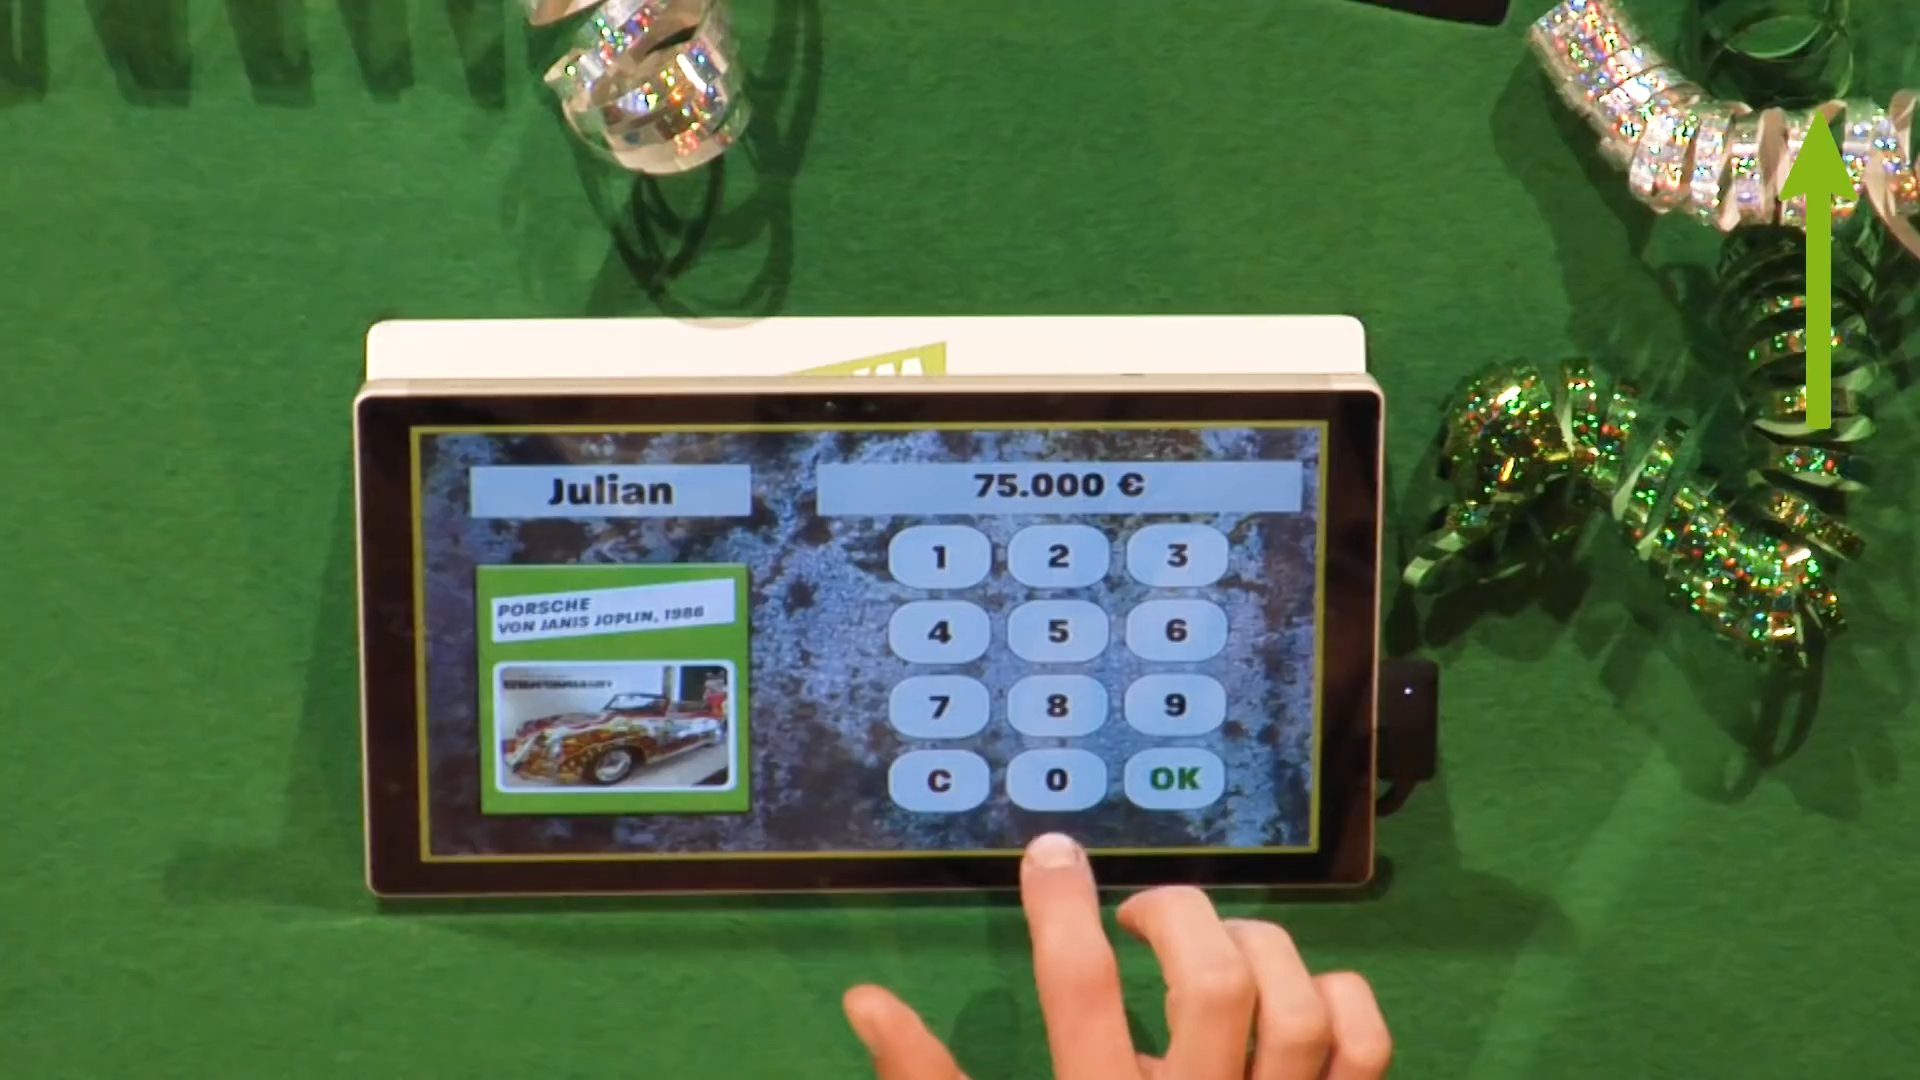 Julian
75.000 €
PORSCHE
VON JANIS JOPLIN, 1986
1 2 3
4 5 6
7 8 9
C 0 OK